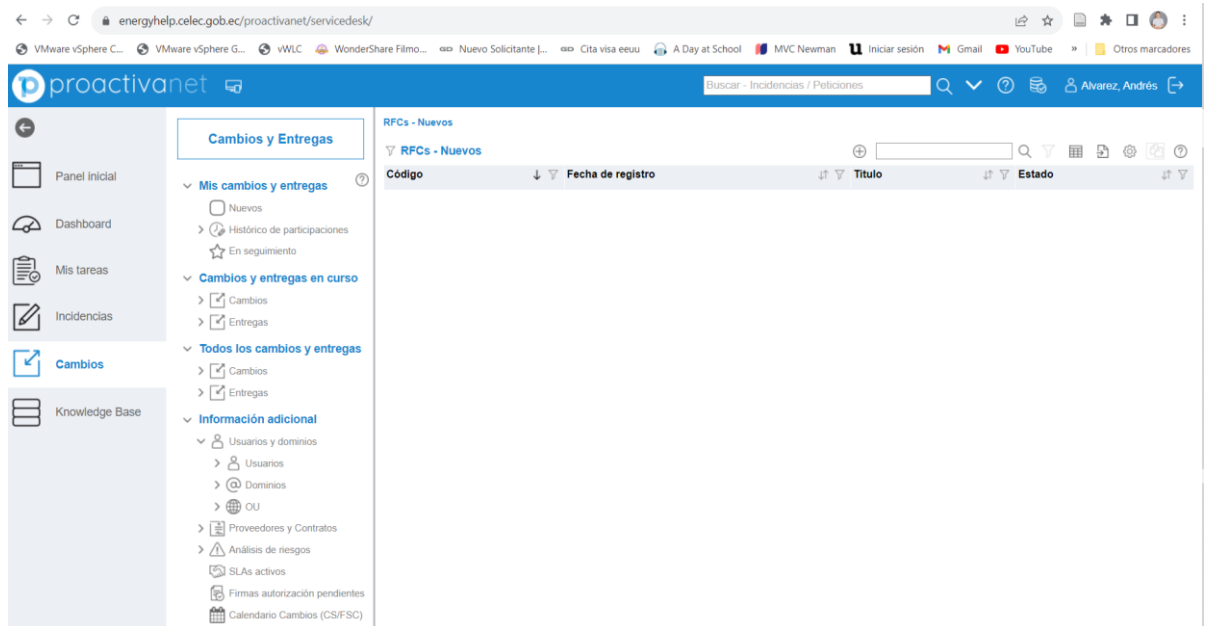 energyhelp.celec.gob.ec/proactivanet/servicedesk/
VMware vSphere C... VMware vSphere G... vWLC WonderShare Filmo... Nuevo Solicitante |... Cita visa eeuu A Day at School MVC Newman Iniciar sesión Gmail YouTube » Otros marcadores
proactivanet Buscar - Incidencias / Peticiones Alvarez, Andrés
Panel inicial
Dashboard
Mis tareas
Incidencias
Cambios
Knowledge Base
Cambios y Entregas
Mis cambios y entregas
Nuevos
Histórico de participaciones
En seguimiento
Cambios y entregas en curso
Cambios
Entregas
Todos los cambios y entregas
Cambios
Entregas
Información adicional
Usuarios y dominios
Usuarios
Dominios
OU
Proveedores y Contratos
Análisis de riesgos
SLAs activos
Firmas autorización pendientes
Calendario Cambios (CS/FSC)
RFCs - Nuevos
RFCs - Nuevos
Código Fecha de registro Titulo Estado